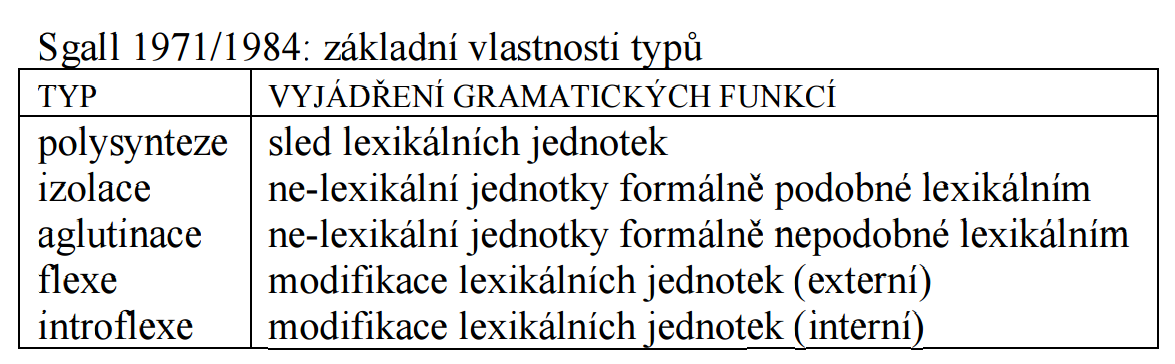 Sgall 1971/1984: základní vlastnosti typů
TYP VYJÁDŘENÍ GRAMATICKÝCH FUNKCÍ
polysynteze sled lexikálních jednotek
izolace ne-lexikální jednotky formálně podobné lexikálním
aglutinace ne-lexikální jednotky formálně nepodobné lexikálním
flexe modifikace lexikálních jednotek (externí)
introflexe modifikace lexikálních jednotek (interní)